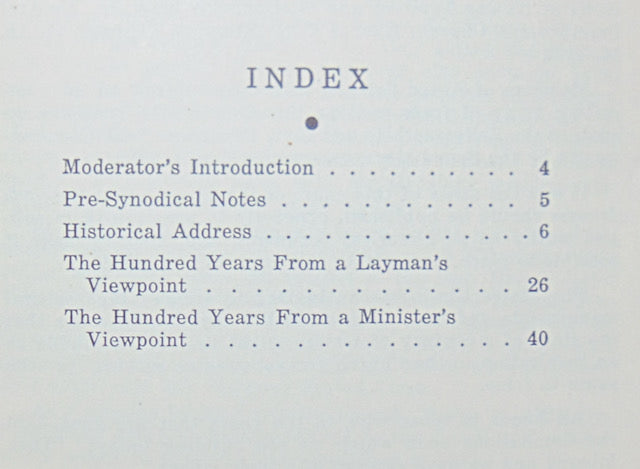 INDEX
Moderator's Introduction . . . . . . . . . . 4
Pre-Synodical Notes . . . . . . . . . . . . 5
Historical Address . . . . . . . . . . . . . . 6
The Hundred Years From a Layman's
Viewpoint . . . . . . . . . . . . . 26
The Hundred Years From a Minister's
Viewpoint . . . . . . . . . . . . . . 40